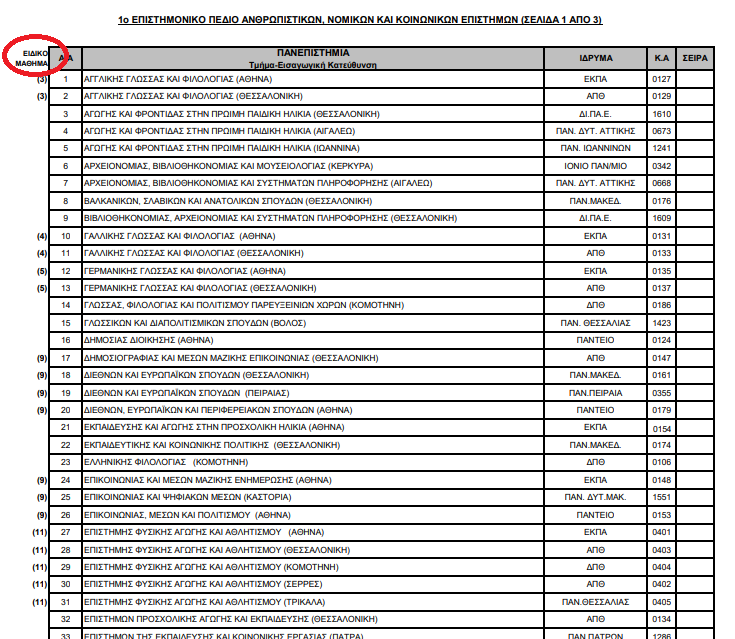 1ο ΕΠΙΣΤΗΜΟΝΙΚΟ ΠΕΔΙΟ ΑΝΘΡΩΠΙΣΤΙΚΩΝ, ΝΟΜΙΚΩΝ ΚΑΙ ΚΟΙΝΩΝΙΚΩΝ ΕΠΙΣΤΗΜΩΝ (ΣΕΛΙΔΑ 1 ΑΠΟ 3)
ΕΙΔΙΚΟ ΜΑΘΗΜΑ Α/Α ΠΑΝΕΠΙΣΤΗΜΙΑ Τμήμα-Εισαγωγική Κατεύθυνση ΙΔΡΥΜΑ Κ.Α ΣΕΙΡΑ
(3) 1 ΑΓΓΛΙΚΗΣ ΓΛΩΣΣΑΣ ΚΑΙ ΦΙΛΟΛΟΓΙΑΣ (ΑΘΗΝΑ) ΕΚΠΑ 0127
(3) 2 ΑΓΓΛΙΚΗΣ ΓΛΩΣΣΑΣ ΚΑΙ ΦΙΛΟΛΟΓΙΑΣ (ΘΕΣΣΑΛΟΝΙΚΗ) ΑΠΘ 0129
3 ΑΓΩΓΗΣ ΚΑΙ ΦΡΟΝΤΙΔΑΣ ΣΤΗΝ ΠΡΩΙΜΗ ΠΑΙΔΙΚΗ ΗΛΙΚΙΑ (ΘΕΣΣΑΛΟΝΙΚΗ) ΔΙ.ΠΑ.Ε. 1610
4 ΑΓΩΓΗΣ ΚΑΙ ΦΡΟΝΤΙΔΑΣ ΣΤΗΝ ΠΡΩΙΜΗ ΠΑΙΔΙΚΗ ΗΛΙΚΙΑ (ΑΙΓΑΛΕΩ) ΠΑΝ. ΔΥΤ. ΑΤΤΙΚΗΣ 0673
5 ΑΓΩΓΗΣ ΚΑΙ ΦΡΟΝΤΙΔΑΣ ΣΤΗΝ ΠΡΩΙΜΗ ΠΑΙΔΙΚΗ ΗΛΙΚΙΑ (ΙΩΑΝΝΙΝΑ) ΠΑΝ. ΙΩΑΝΝΙΝΩΝ 1241
6 ΑΡΧΕΙΟΝΟΜΙΑΣ, ΒΙΒΛΙΟΘΗΚΟΝΟΜΙΑΣ ΚΑΙ ΜΟΥΣΕΙΟΛΟΓΙΑΣ (ΚΕΡΚΥΡΑ) ΙΟΝΙΟ ΠΑΝ/ΜΙΟ 0342
7 ΑΡΧΕΙΟΝΟΜΙΑΣ, ΒΙΒΛΙΟΘΗΚΟΝΟΜΙΑΣ ΚΑΙ ΣΥΣΤΗΜΑΤΩΝ ΠΛΗΡΟΦΟΡΗΣΗΣ (ΑΙΓΑΛΕΩ) ΠΑΝ. ΔΥΤ. ΑΤΤΙΚΗΣ 0668
8 ΒΑΛΚΑΝΙΚΩΝ, ΣΛΑΒΙΚΩΝ ΚΑΙ ΑΝΑΤΟΛΙΚΩΝ ΣΠΟΥΔΩΝ (ΘΕΣΣΑΛΟΝΙΚΗ) ΠΑΝ.ΜΑΚΕΔ. 0176
9 ΒΙΒΛΙΟΘΗΚΟΝΟΜΙΑΣ, ΑΡΧΕΙΟΝΟΜΙΑΣ ΚΑΙ ΣΥΣΤΗΜΑΤΩΝ ΠΛΗΡΟΦΟΡΗΣΗΣ (ΘΕΣΣΑΛΟΝΙΚΗ) ΔΙ.ΠΑ.Ε. 1609
(4) 10 ΓΑΛΛΙΚΗΣ ΓΛΩΣΣΑΣ ΚΑΙ ΦΙΛΟΛΟΓΙΑΣ (ΑΘΗΝΑ) ΕΚΠΑ 0131
(4) 11 ΓΑΛΛΙΚΗΣ ΓΛΩΣΣΑΣ ΚΑΙ ΦΙΛΟΛΟΓΙΑΣ (ΘΕΣΣΑΛΟΝΙΚΗ) ΑΠΘ 0133
(5) 12 ΓΕΡΜΑΝΙΚΗΣ ΓΛΩΣΣΑΣ ΚΑΙ ΦΙΛΟΛΟΓΙΑΣ (ΑΘΗΝΑ) ΕΚΠΑ 0135
(5) 13 ΓΕΡΜΑΝΙΚΗΣ ΓΛΩΣΣΑΣ ΚΑΙ ΦΙΛΟΛΟΓΙΑΣ (ΘΕΣΣΑΛΟΝΙΚΗ) ΑΠΘ 0137
14 ΓΛΩΣΣΑΣ, ΦΙΛΟΛΟΓΙΑΣ ΚΑΙ ΠΟΛΙΤΙΣΜΟΥ ΠΑΡΕΥΞΕΙΝΙΩΝ ΧΩΡΩΝ (ΚΟΜΟΤΗΝΗ) ΔΠΘ 0186
15 ΓΛΩΣΣΙΚΩΝ ΚΑΙ ΔΙΑΠΟΛΙΤΙΣΜΙΚΩΝ ΣΠΟΥΔΩΝ (ΒΟΛΟΣ) ΠΑΝ. ΘΕΣΣΑΛΙΑΣ 1423
16 ΔΗΜΟΣΙΑΣ ΔΙΟΙΚΗΣΗΣ (ΑΘΗΝΑ) ΠΑΝΤΕΙΟ 0124
(9) 17 ΔΗΜΟΣΙΟΓΡΑΦΙΑΣ ΚΑΙ ΜΕΣΩΝ ΜΑΖΙΚΗΣ ΕΠΙΚΟΙΝΩΝΙΑΣ (ΘΕΣΣΑΛΟΝΙΚΗ) ΑΠΘ 0147
(9) 18 ΔΙΕΘΝΩΝ ΚΑΙ ΕΥΡΩΠΑΪΚΩΝ ΣΠΟΥΔΩΝ (ΘΕΣΣΑΛΟΝΙΚΗ) ΠΑΝ.ΜΑΚΕΔ. 0161
(9) 19 ΔΙΕΘΝΩΝ ΚΑΙ ΕΥΡΩΠΑΪΚΩΝ ΣΠΟΥΔΩΝ (ΠΕΙΡΑΙΑΣ) ΠΑΝ.ΠΕΙΡΑΙΑ 0355
(9) 20 ΔΙΕΘΝΩΝ, ΕΥΡΩΠΑΪΚΩΝ ΚΑΙ ΠΕΡΙΦΕΡΕΙΑΚΩΝ ΣΠΟΥΔΩΝ (ΑΘΗΝΑ) ΠΑΝΤΕΙΟ 0179
21 ΕΚΠΑΙΔΕΥΣΗΣ ΚΑΙ ΑΓΩΓΗΣ ΣΤΗΝ ΠΡΟΣΧΟΛΙΚΗ ΗΛΙΚΙΑ (ΑΘΗΝΑ) ΕΚΠΑ 0154
22 ΕΚΠΑΙΔΕΥΤΙΚΗΣ ΚΑΙ ΚΟΙΝΩΝΙΚΗΣ ΠΟΛΙΤΙΚΗΣ (ΘΕΣΣΑΛΟΝΙΚΗ) ΠΑΝ.ΜΑΚΕΔ. 0174
23 ΕΛΛΗΝΙΚΗΣ ΦΙΛΟΛΟΓΙΑΣ (ΚΟΜΟΤΗΝΗ) ΔΠΘ 0106
(9) 24 ΕΠΙΚΟΙΝΩΝΙΑΣ ΚΑΙ ΜΕΣΩΝ ΜΑΖΙΚΗΣ ΕΝΗΜΕΡΩΣΗΣ (ΑΘΗΝΑ) ΕΚΠΑ 0148
(9) 25 ΕΠΙΚΟΙΝΩΝΙΑΣ ΚΑΙ ΨΗΦΙΑΚΩΝ ΜΕΣΩΝ (ΚΑΣΤΟΡΙΑ) ΠΑΝ. ΔΥΤ.ΜΑΚ. 1551
(9) 26 ΕΠΙΚΟΙΝΩΝΙΑΣ, ΜΕΣΩΝ ΚΑΙ ΠΟΛΙΤΙΣΜΟΥ (ΑΘΗΝΑ) ΠΑΝΤΕΙΟ 0153
(11) 27 ΕΠΙΣΤΗΜΗΣ ΦΥΣΙΚΗΣ ΑΓΩΓΗΣ ΚΑΙ ΑΘΛΗΤΙΣΜΟΥ (ΑΘΗΝΑ) ΕΚΠΑ 0401
(11) 28 ΕΠΙΣΤΗΜΗΣ ΦΥΣΙΚΗΣ ΑΓΩΓΗΣ ΚΑΙ ΑΘΛΗΤΙΣΜΟΥ (ΘΕΣΣΑΛΟΝΙΚΗ) ΑΠΘ 0403
(11) 29 ΕΠΙΣΤΗΜΗΣ ΦΥΣΙΚΗΣ ΑΓΩΓΗΣ ΚΑΙ ΑΘΛΗΤΙΣΜΟΥ (ΚΟΜΟΤΗΝΗ) ΔΠΘ 0404
(11) 30 ΕΠΙΣΤΗΜΗΣ ΦΥΣΙΚΗΣ ΑΓΩΓΗΣ ΚΑΙ ΑΘΛΗΤΙΣΜΟΥ (ΣΕΡΡΕΣ) ΑΠΘ 0402
(11) 31 ΕΠΙΣΤΗΜΗΣ ΦΥΣΙΚΗΣ ΑΓΩΓΗΣ ΚΑΙ ΑΘΛΗΤΙΣΜΟΥ (ΤΡΙΚΑΛΑ) ΠΑΝ.ΘΕΣΣΑΛΙΑΣ 0405
32 ΕΠΙΣΤΗΜΩΝ ΠΡΟΣΧΟΛΙΚΗΣ ΑΓΩΓΗΣ ΚΑΙ ΕΚΠΑΙΔΕΥΣΗΣ (ΘΕΣΣΑΛΟΝΙΚΗ) ΑΠΘ 0134
33 ΕΠΙΣΤΗΜΩΝ ΤΗΣ ΕΚΠΑΙΔΕΥΣΗΣ ΚΑΙ ΚΟΙΝΩΝΙΚΗΣ ΕΡΓΑΣΙΑΣ (ΠΑΤΡΑ) ΠΑΝ.ΠΑΤΡΩΝ 1286